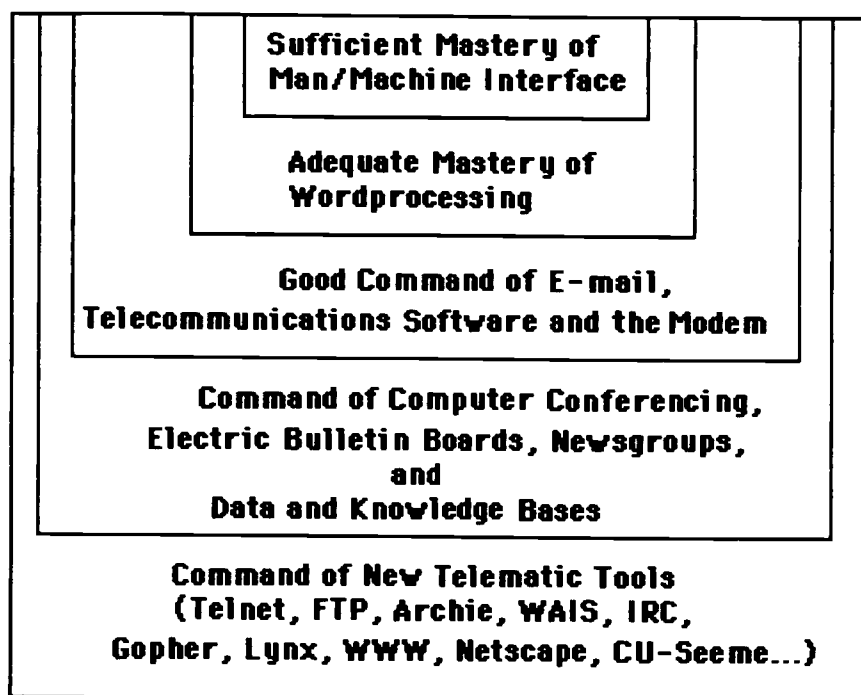 Sufficient Mastery of
Man/Machine Interface
Adequate Mastery of
Wordprocessing
Good Command of E-mail,
Telecommunications Software and the Modem
Command of Computer Conferencing,
Electric Bulletin Boards, Newsgroups,
and
Data and Knowledge Bases
Command of New Telematic Tools
(Telnet, FTP, Archie, WAIS, IRC,
Gopher, Lynx, WWW, Netscape, CU-Seeme...)